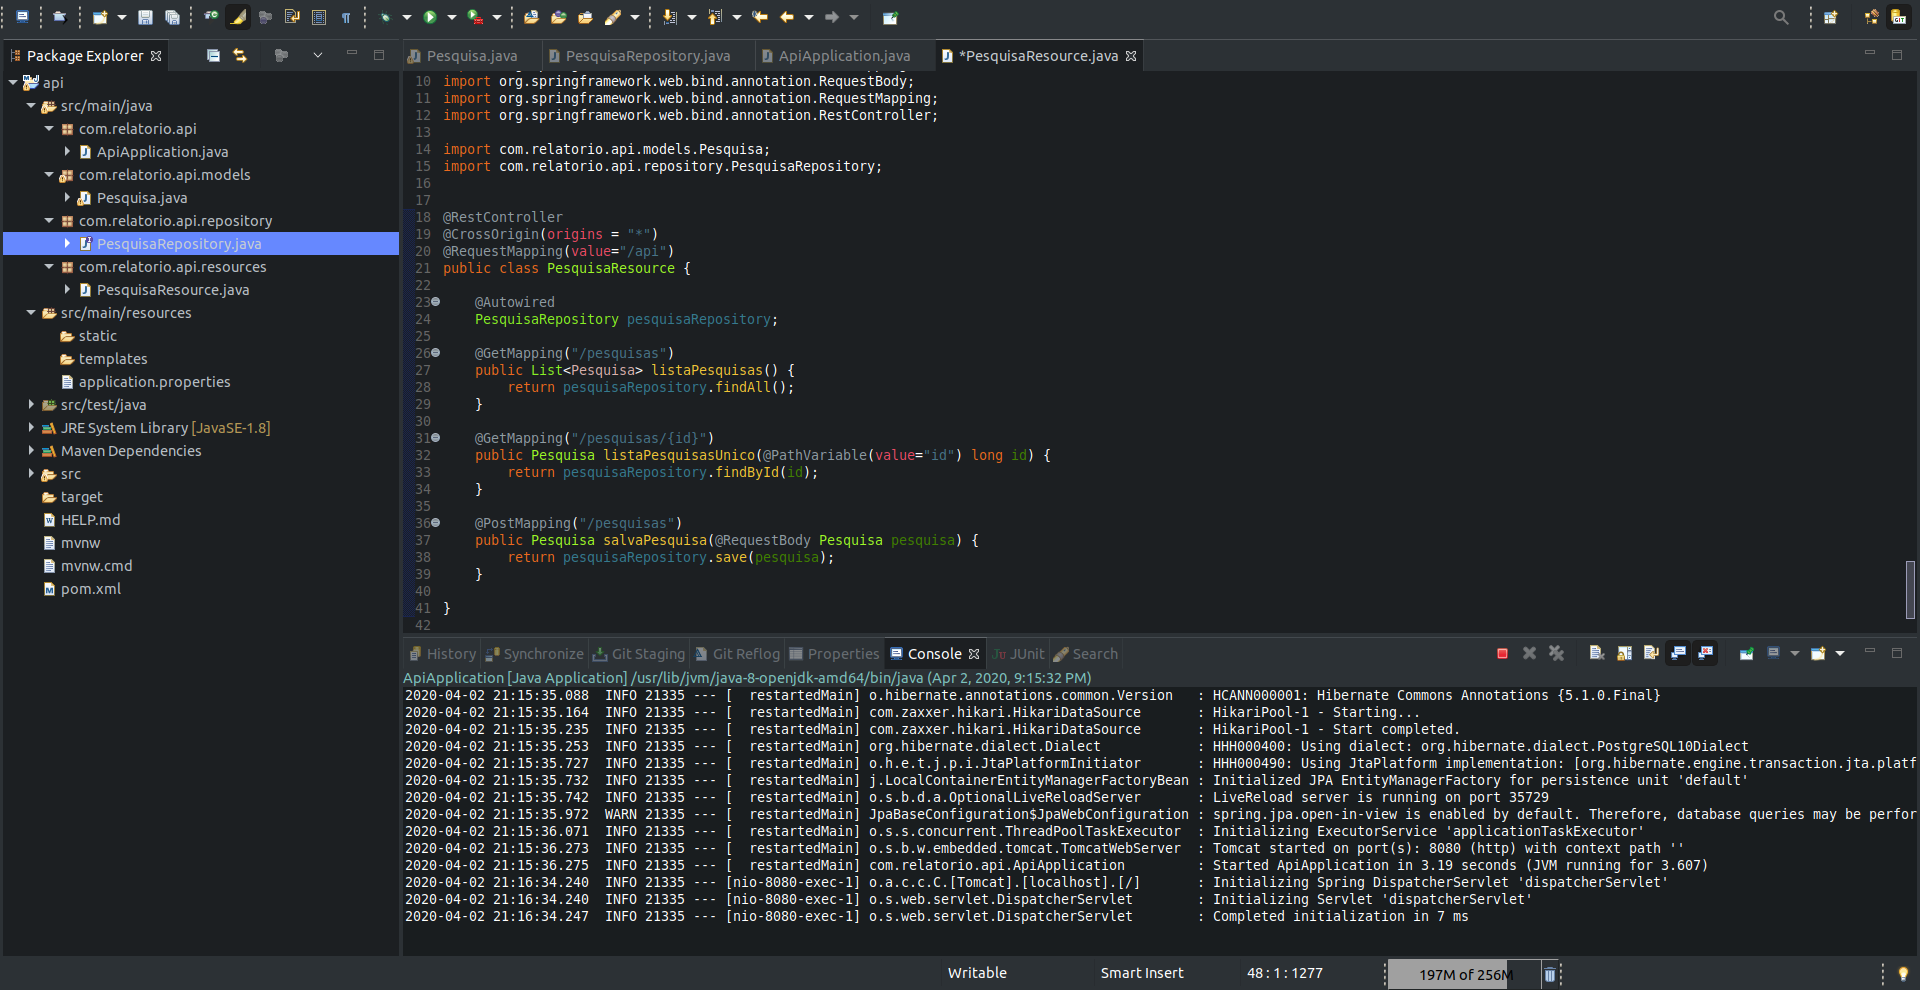 Package Explorer
api
src/main/java
com.relatorio.api
ApiApplication.java
com.relatorio.api.models
Pesquisa.java
com.relatorio.api.repository
PesquisaRepository.java
com.relatorio.api.resources
PesquisaResource.java
src/main/resources
static
templates
application.properties
src/test/java
JRE System Library [JavaSE-1.8]
Maven Dependencies
src
target
HELP.md
mvnw
mvnw.cmd
pom.xml
Pesquisa.java PesquisaRepository.java ApiApplication.java *PesquisaResource.java
10 import org.springframework.web.bind.annotation.RequestBody;
11 import org.springframework.web.bind.annotation.RequestMapping;
12 import org.springframework.web.bind.annotation.RestController;
13
14 import com.relatorio.api.models.Pesquisa;
15 import com.relatorio.api.repository.PesquisaRepository;
16
17
18 @RestController
19 @CrossOrigin(origins = "*")
20 @RequestMapping(value="/api")
21 public class PesquisaResource {
22
23 @Autowired
24 PesquisaRepository pesquisaRepository;
25
26 @GetMapping("/pesquisas")
27 public List<Pesquisa> listaPesquisas() {
28 return pesquisaRepository.findAll();
29 }
30
31 @GetMapping("/pesquisas/{id}")
32 public Pesquisa listaPesquisasUnico(@PathVariable(value="id") long id) {
33 return pesquisaRepository.findById(id);
34 }
35
36 @PostMapping("/pesquisas")
37 public Pesquisa salvaPesquisa(@RequestBody Pesquisa pesquisa) {
38 return pesquisaRepository.save(pesquisa);
39 }
40
41 }
42
History Synchronize Git Staging Git Reflog Properties Console JUnit Search
ApiApplication [Java Application] /usr/lib/jvm/java-8-openjdk-amd64/bin/java (Apr 2, 2020, 9:15:32 PM)
2020-04-02 21:15:35.088 INFO 21335 --- [ restartedMain] o.hibernate.annotations.common.Version : HCANN000001: Hibernate Commons Annotations {5.1.0.Final}
2020-04-02 21:15:35.164 INFO 21335 --- [ restartedMain] com.zaxxer.hikari.HikariDataSource : HikariPool-1 - Starting...
2020-04-02 21:15:35.235 INFO 21335 --- [ restartedMain] com.zaxxer.hikari.HikariDataSource : HikariPool-1 - Start completed.
2020-04-02 21:15:35.253 INFO 21335 --- [ restartedMain] org.hibernate.dialect.Dialect : HHH000400: Using dialect: org.hibernate.dialect.PostgreSQL10Dialect
2020-04-02 21:15:35.727 INFO 21335 --- [ restartedMain] o.h.e.t.j.p.i.JtaPlatformInitiator : HHH000490: Using JtaPlatform implementation: [org.hibernate.engine.transaction.jta.platf
2020-04-02 21:15:35.732 INFO 21335 --- [ restartedMain] j.LocalContainerEntityManagerFactoryBean : Initialized JPA EntityManagerFactory for persistence unit 'default'
2020-04-02 21:15:35.742 INFO 21335 --- [ restartedMain] o.s.b.d.a.OptionalLiveReloadServer : LiveReload server is running on port 35729
2020-04-02 21:15:35.972 WARN 21335 --- [ restartedMain] JpaBaseConfiguration$JpaWebConfiguration : spring.jpa.open-in-view is enabled by default. Therefore, database queries may be perfor
2020-04-02 21:15:36.071 INFO 21335 --- [ restartedMain] o.s.s.concurrent.ThreadPoolTaskExecutor : Initializing ExecutorService 'applicationTaskExecutor'
2020-04-02 21:15:36.273 INFO 21335 --- [ restartedMain] o.s.b.w.embedded.tomcat.TomcatWebServer : Tomcat started on port(s): 8080 (http) with context path ''
2020-04-02 21:15:36.275 INFO 21335 --- [ restartedMain] com.relatorio.api.ApiApplication : Started ApiApplication in 3.19 seconds (JVM running for 3.607)
2020-04-02 21:16:34.240 INFO 21335 --- [nio-8080-exec-1] o.a.c.c.C.[Tomcat].[localhost].[/] : Initializing Spring DispatcherServlet 'dispatcherServlet'
2020-04-02 21:16:34.240 INFO 21335 --- [nio-8080-exec-1] o.s.web.servlet.DispatcherServlet : Initializing Servlet 'dispatcherServlet'
2020-04-02 21:16:34.247 INFO 21335 --- [nio-8080-exec-1] o.s.web.servlet.DispatcherServlet : Completed initialization in 7 ms
Writable Smart Insert 48 : 1 : 1277 197M of 256M